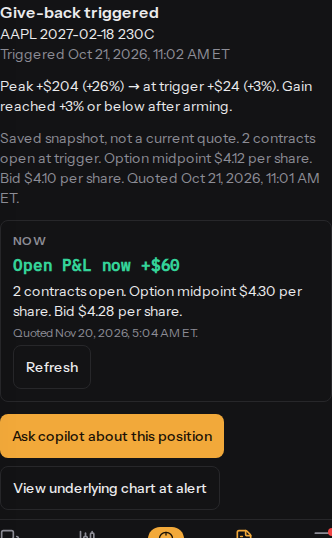 Give-back triggered
AAPL 2027-02-18 230C
Triggered Oct 21, 2026, 11:02 AM ET
Peak +$204 (+26%) → at trigger +$24 (+3%). Gain
reached +3% or below after arming.
Saved snapshot, not a current quote. 2 contracts
open at trigger. Option midpoint $4.12 per share.
Bid $4.10 per share. Quoted Oct 21, 2026, 11:01 AM
ET.
NOW
Open P&L now +$60
2 contracts open. Option midpoint $4.30 per
share. Bid $4.28 per share.
Quoted Nov 20, 2026, 5:04 AM ET.
Refresh
Ask copilot about this position
View underlying chart at alert